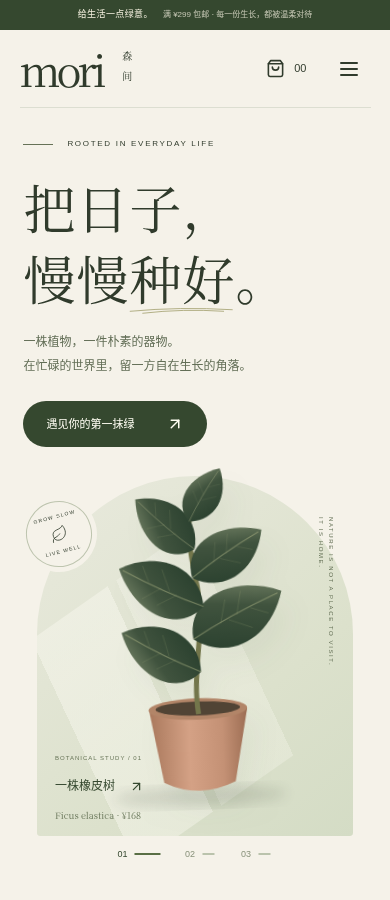 给生活一点绿意。 满 ¥299 包邮 · 每一份生长，都被温柔对待
mori 森间
00
ROOTED IN EVERYDAY LIFE
把日子，
慢慢种好。
一株植物，一件朴素的器物。
在忙碌的世界里，留一方自在生长的角落。
遇见你的第一抹绿
GROW SLOW
LIVE WELL
NATURE IS NOT A PLACE TO VISIT.
IT IS HOME.
BOTANICAL STUDY / 01
一株橡皮树
Ficus elastica · ¥168
01 02 03